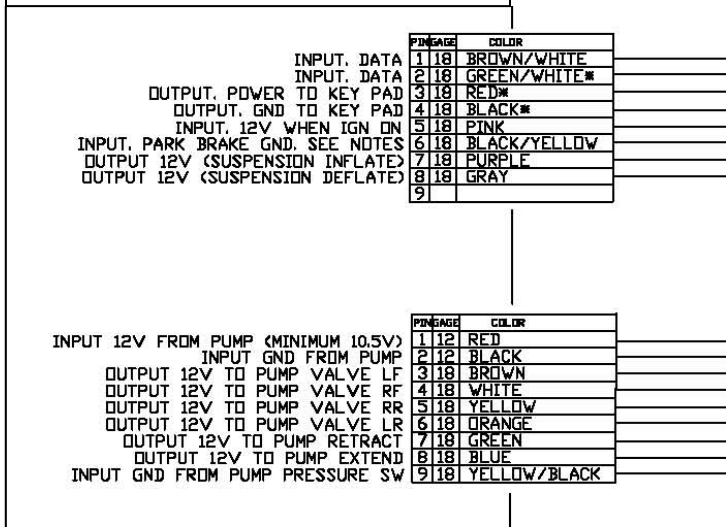 PIN GAGE COLOR
INPUT, DATA 1 18 BROWN/WHITE
INPUT, DATA 2 18 GREEN/WHITE*
OUTPUT, POWER TO KEY PAD 3 18 RED*
OUTPUT, GND TO KEY PAD 4 18 BLACK*
INPUT, 12V WHEN IGN ON 5 18 PINK
INPUT, PARK BRAKE GND, SEE NOTES 6 18 BLACK/YELLOW
OUTPUT 12V (SUSPENSION INFLATE) 7 18 PURPLE
OUTPUT 12V (SUSPENSION DEFLATE) 8 18 GRAY
9
PIN GAGE COLOR
INPUT 12V FROM PUMP (MINIMUM 10.5V) 1 12 RED
INPUT GND FROM PUMP 2 12 BLACK
OUTPUT 12V TO PUMP VALVE LF 3 18 BROWN
OUTPUT 12V TO PUMP VALVE RF 4 18 WHITE
OUTPUT 12V TO PUMP VALVE RR 5 18 YELLOW
OUTPUT 12V TO PUMP VALVE LR 6 18 ORANGE
OUTPUT 12V TO PUMP RETRACT 7 18 GREEN
OUTPUT 12V TO PUMP EXTEND 8 18 BLUE
INPUT GND FROM PUMP PRESSURE SW 9 18 YELLOW/BLACK